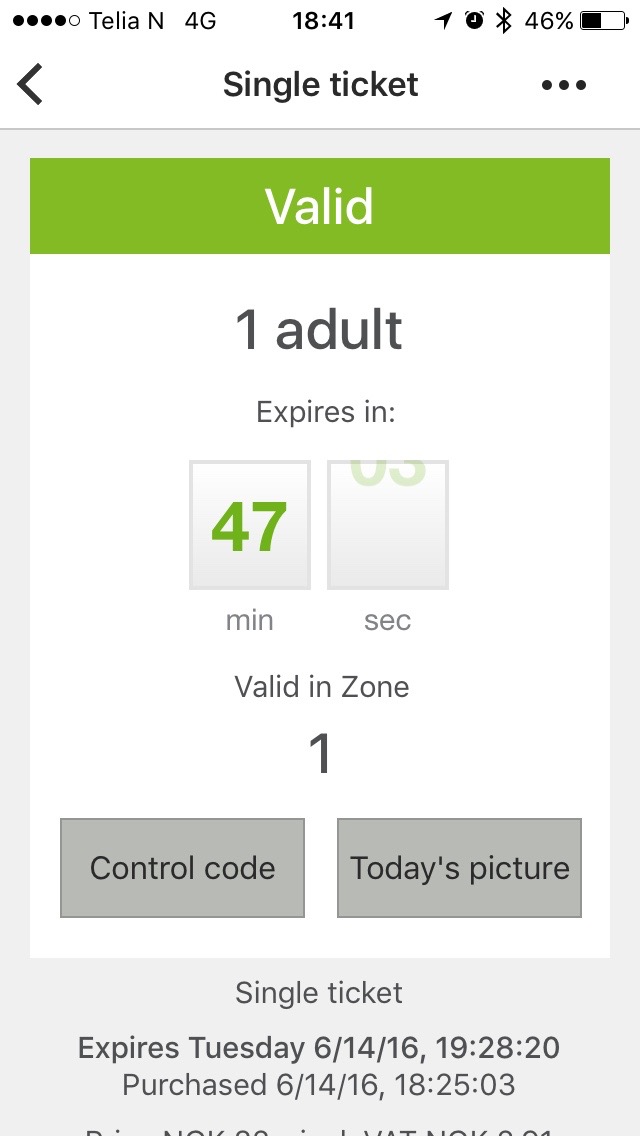 Telia N 4G 18:41 46%
Single ticket
Valid
1 adult
Expires in:
47 03
min sec
Valid in Zone
1
Control code Today's picture
Single ticket
Expires Tuesday 6/14/16, 19:28:20
Purchased 6/14/16, 18:25:03